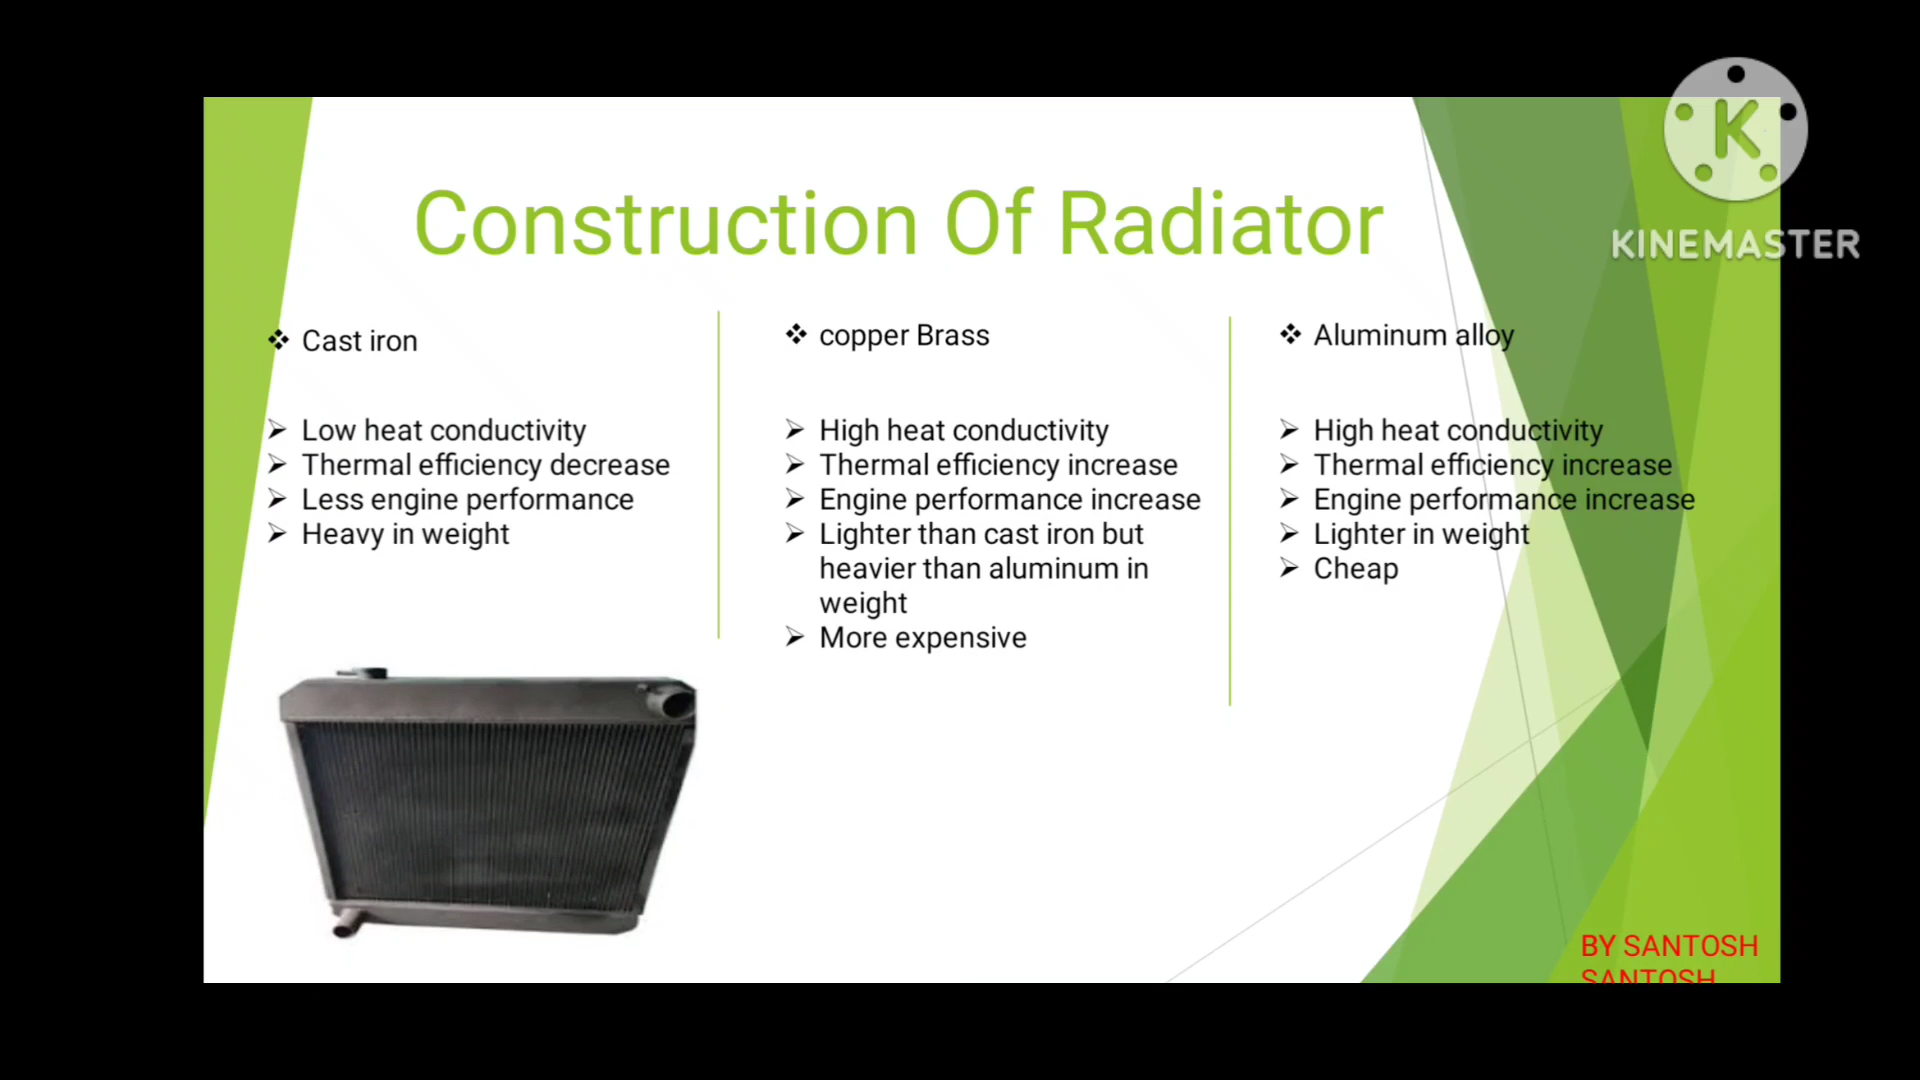 K
KINEMASTER
Construction Of Radiator
Cast iron
Low heat conductivity
Thermal efficiency decrease
Less engine performance
Heavy in weight
copper Brass
High heat conductivity
Thermal efficiency increase
Engine performance increase
Lighter than cast iron but
heavier than aluminum in
weight
More expensive
Aluminum alloy
High heat conductivity
Thermal efficiency increase
Engine performance increase
Lighter in weight
Cheap
BY SANTOSH
SANTOSH